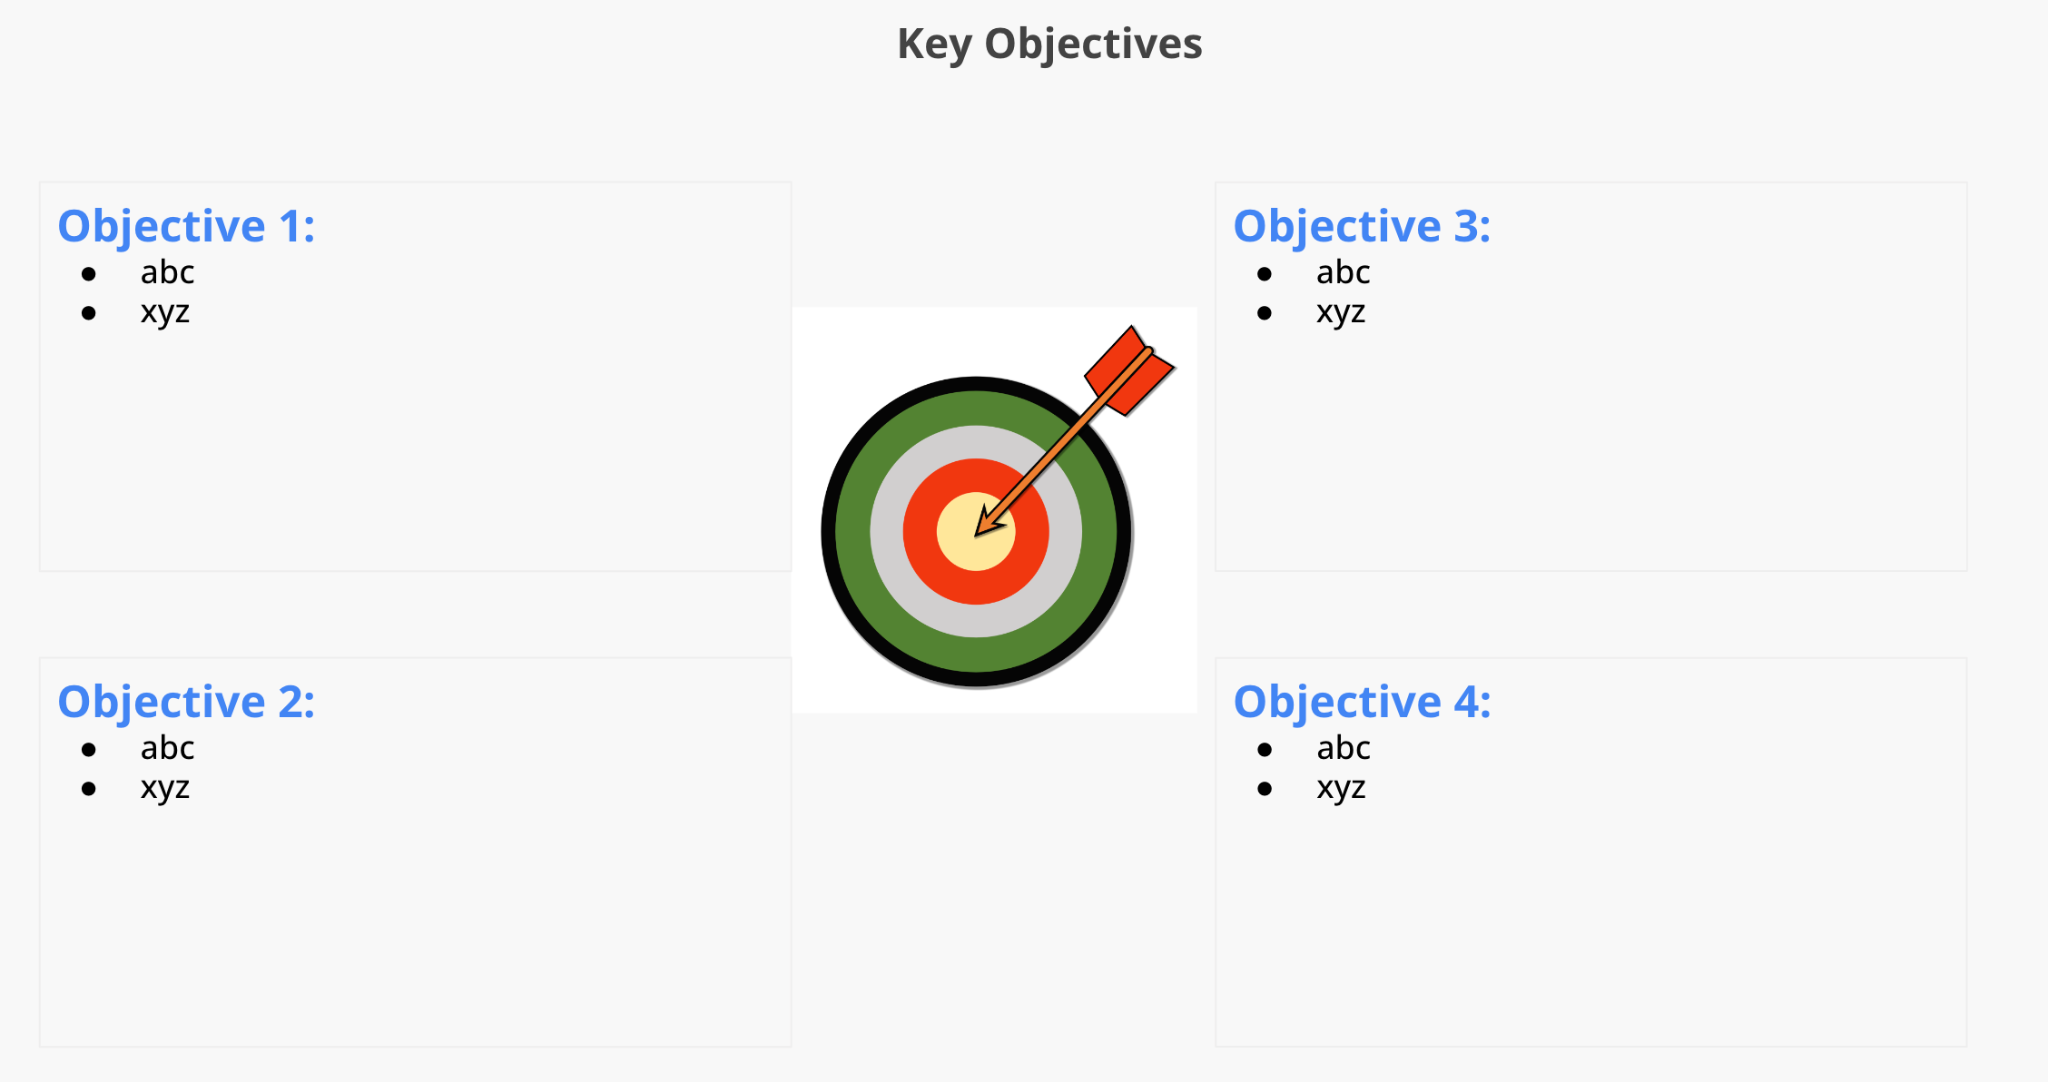 Key Objectives
Objective 1:
● abc
● xyz
Objective 2:
● abc
● xyz
Objective 3:
● abc
● xyz
Objective 4:
● abc
● xyz